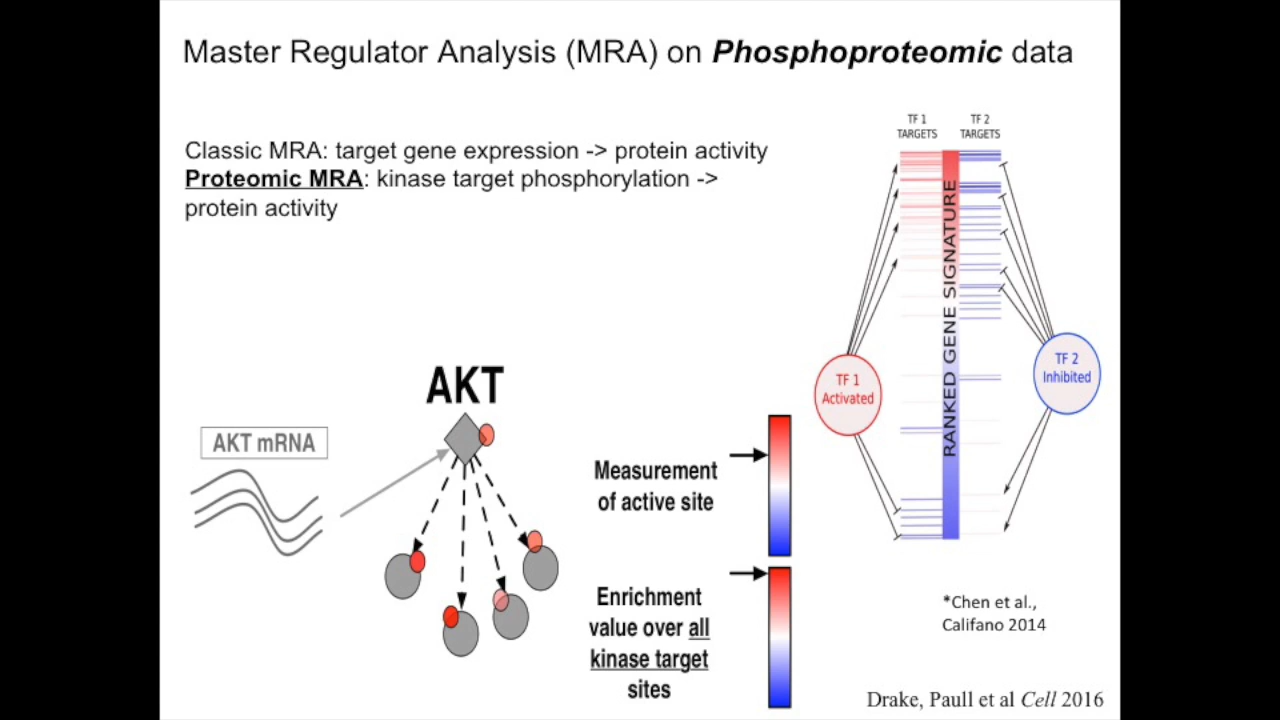 Master Regulator Analysis (MRA) on Phosphoproteomic data
Classic MRA: target gene expression -> protein activity
Proteomic MRA: kinase target phosphorylation ->
protein activity
TF 1
TARGETS
TF 2
TARGETS
RANKED GENE SIGNATURE
TF 1
Activated
TF 2
Inhibited
AKT
AKT mRNA
Measurement
of active site
Enrichment
value over all
kinase target
sites
*Chen et al.,
Califano 2014
Drake, Paull et al Cell 2016